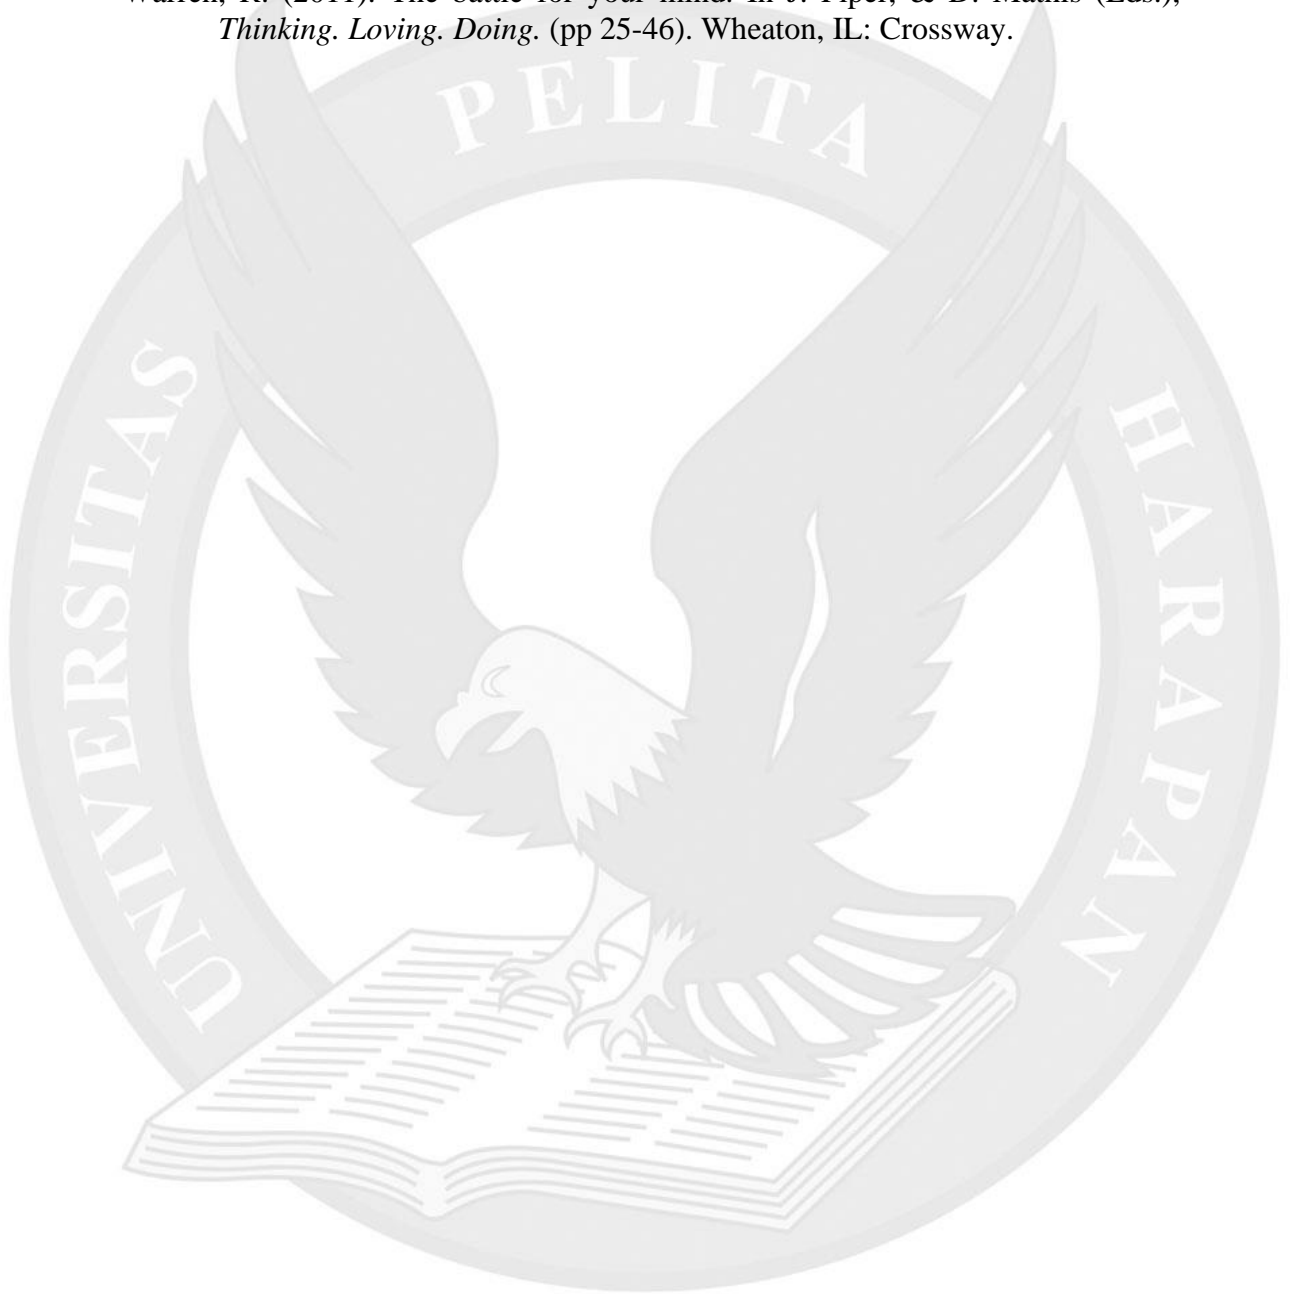 Warren, R. (2011). The battle for your mind. In J. Piper, & D. Mathis (Eds.),
Thinking. Loving. Doing. (pp 25-46). Wheaton, IL: Crossway.
UNIVERSITAS PELITA HARAPAN